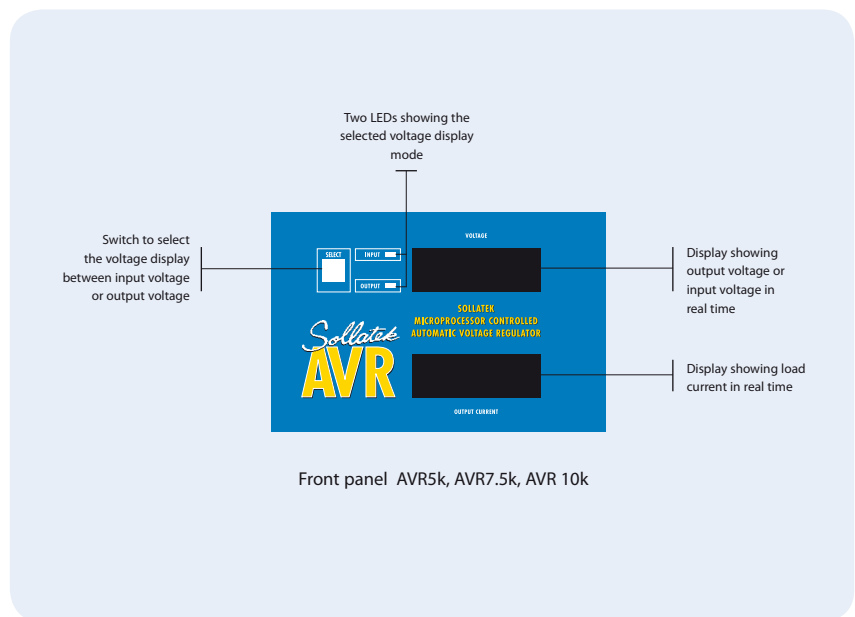 Two LEDs showing the
selected voltage display
mode
Switch to select
the voltage display
between input voltage
or output voltage
SELECT
INPUT
OUTPUT
VOLTAGE
Display showing
output voltage or
input voltage in
real time
SOLLATEK
MICROPROCESSOR CONTROLLED
AUTOMATIC VOLTAGE REGULATOR
Sollatek
AVR
Display showing load
current in real time
OUTPUT CURRENT
Front panel AVR5k, AVR7.5k, AVR 10k